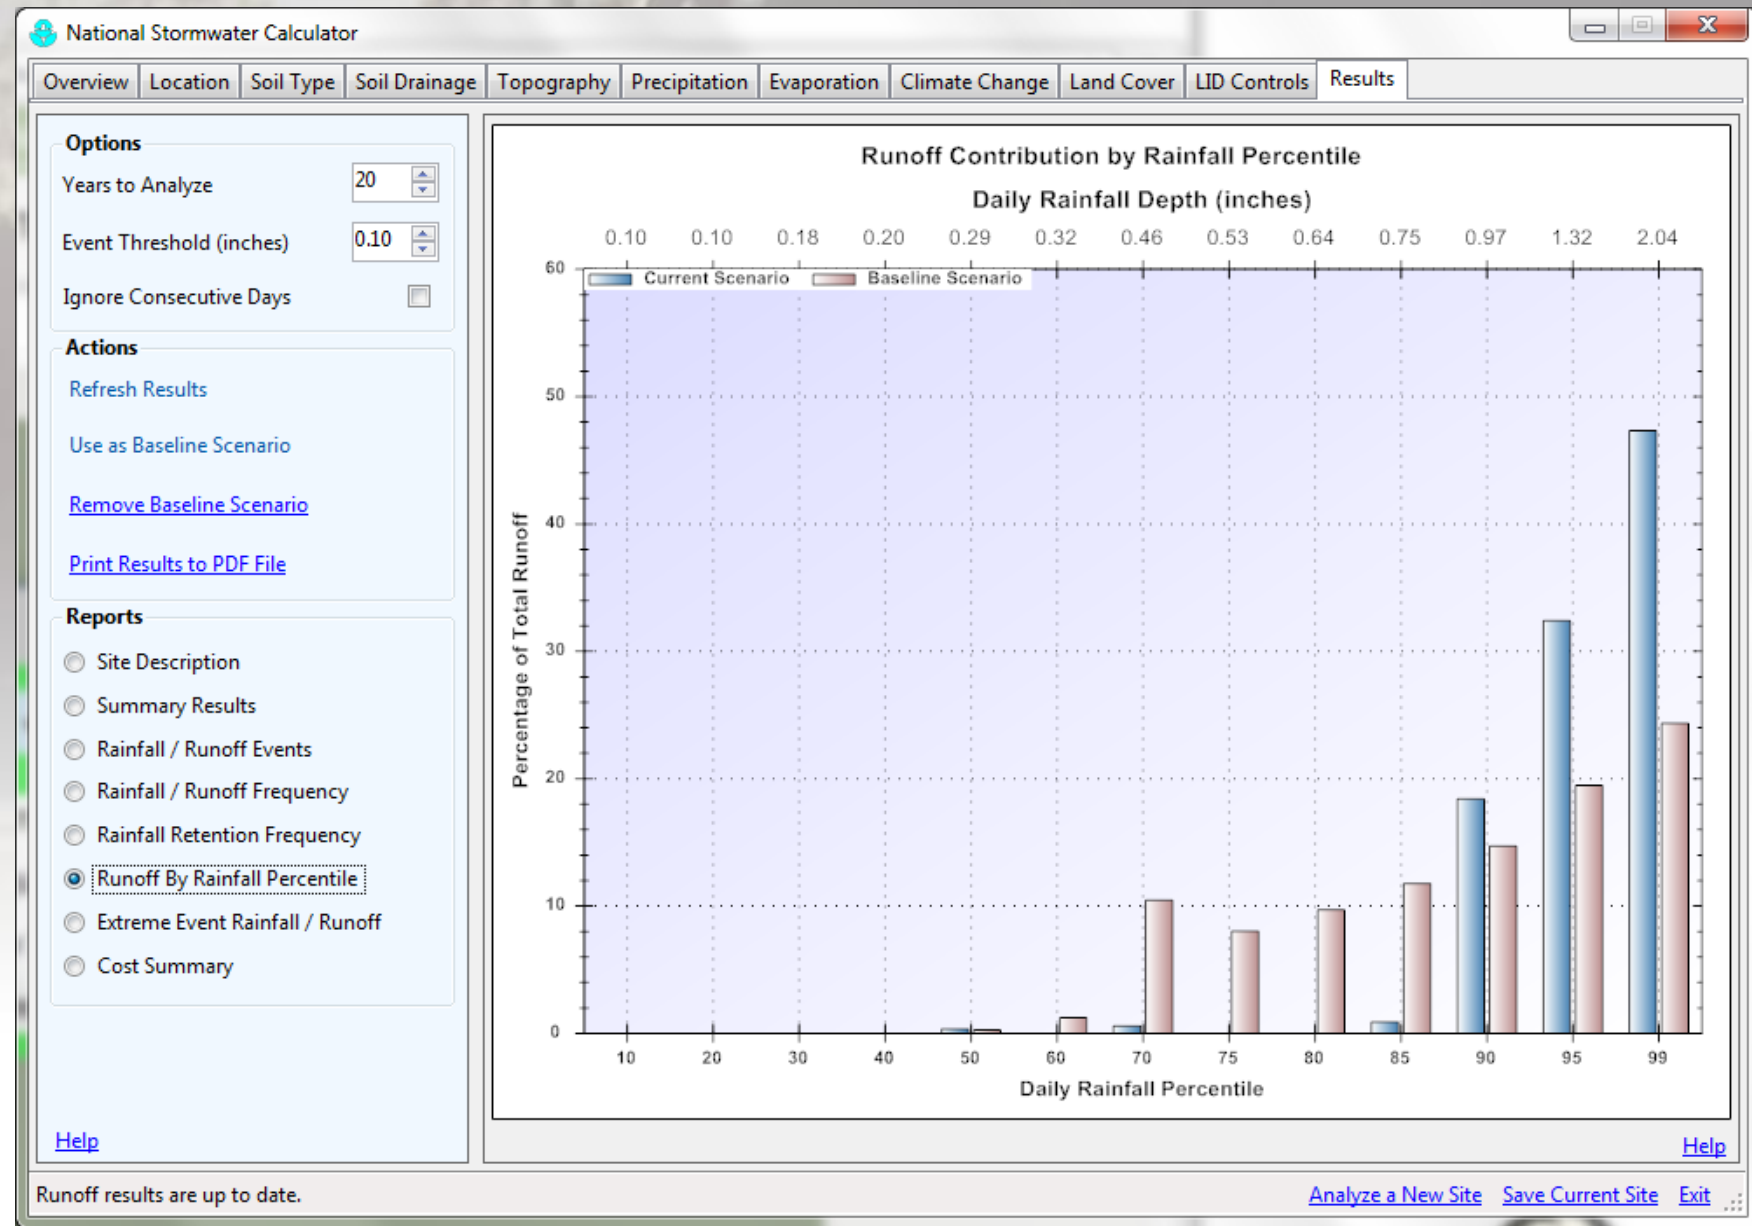 National Stormwater Calculator
Overview Location Soil Type Soil Drainage Topography Precipitation Evaporation Climate Change Land Cover LID Controls Results
Options
Years to Analyze 20
Event Threshold (inches) 0.10
Ignore Consecutive Days
Actions
Refresh Results
Use as Baseline Scenario
Remove Baseline Scenario
Print Results to PDF File
Reports
Site Description
Summary Results
Rainfall / Runoff Events
Rainfall / Runoff Frequency
Rainfall Retention Frequency
Runoff By Rainfall Percentile
Extreme Event Rainfall / Runoff
Cost Summary
Help
Runoff Contribution by Rainfall Percentile
Daily Rainfall Depth (inches)
0.10 0.10 0.18 0.20 0.29 0.32 0.46 0.53 0.64 0.75 0.97 1.32 2.04
Current Scenario Baseline Scenario
Percentage of Total Runoff
60
50
40
30
20
10
0
10 20 30 40 50 60 70 75 80 85 90 95 99
Daily Rainfall Percentile
Help
Runoff results are up to date.
Analyze a New Site Save Current Site Exit